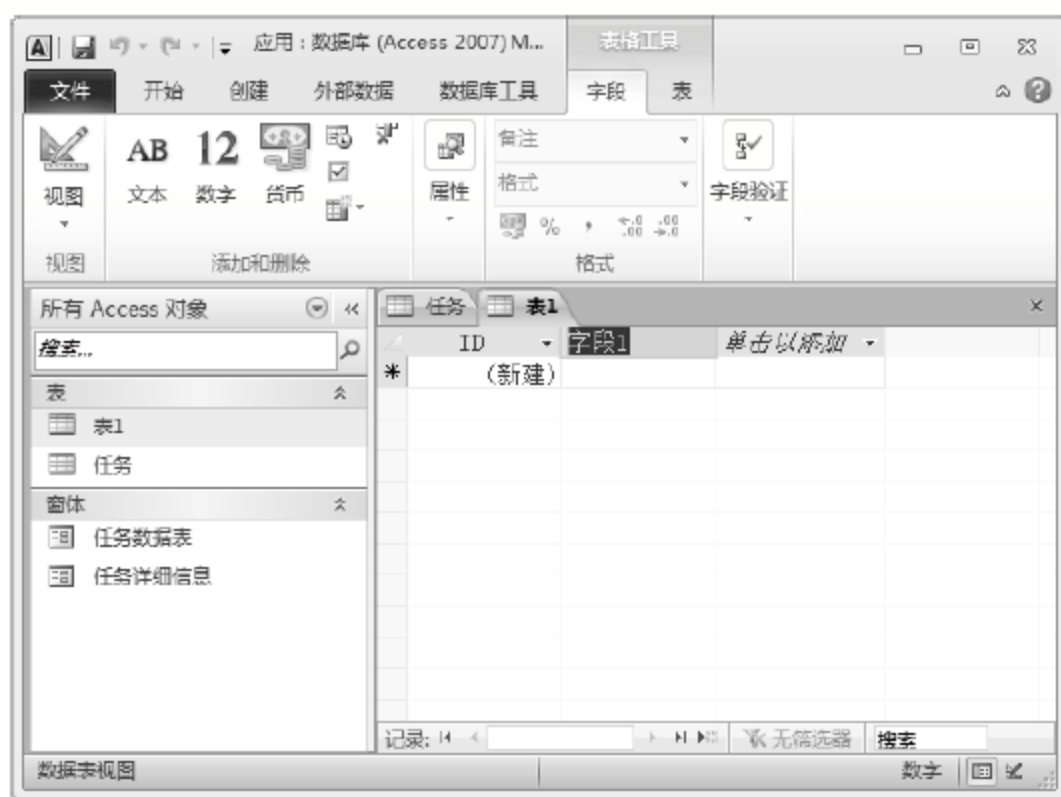 应用：数据库 (Access 2007) M...
表格工具
文件 开始 创建 外部数据 数据库工具 字段 表
AB 12
备注
格式
视图 文本 数字 货币 属性 字段验证
% , .00 .00
视图 添加和删除 格式
所有 Access 对象
任务 表1
搜索...
ID 字段1 单击以添加
* (新建)
表
表1
任务
窗体
任务数据表
任务详细信息
记录: 无筛选器 搜索
数据表视图 数字